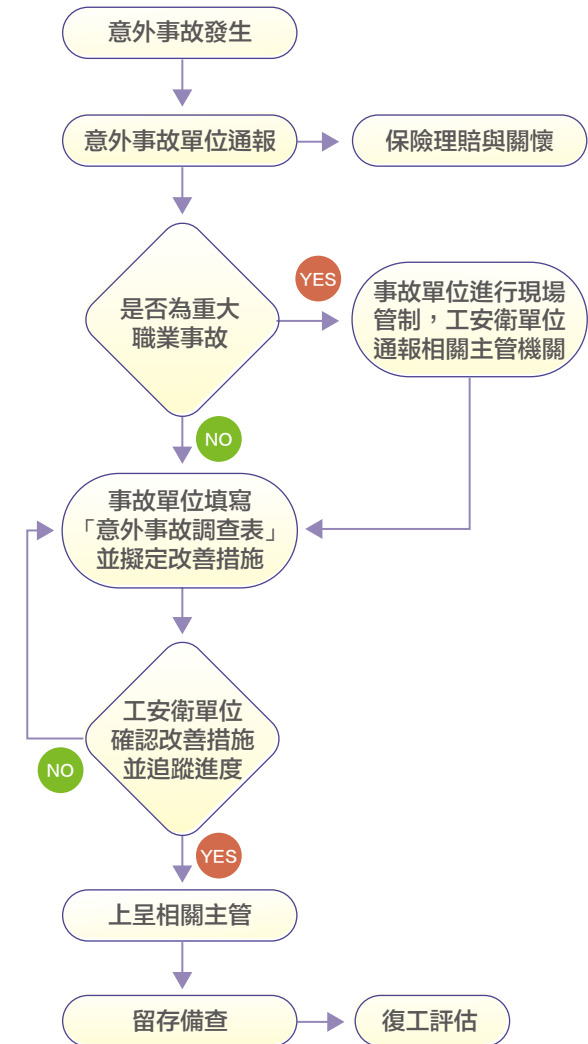 意外事故發生
意外事故單位通報
保險理賠與關懷
是否為重大
職業事故
YES
事故單位進行現場
管制，工安衛單位
通報相關主管機關
NO
事故單位填寫
「意外事故調查表」
並擬定改善措施
工安衛單位
確認改善措施
並追蹤進度
NO
YES
上呈相關主管
留存備查
復工評估